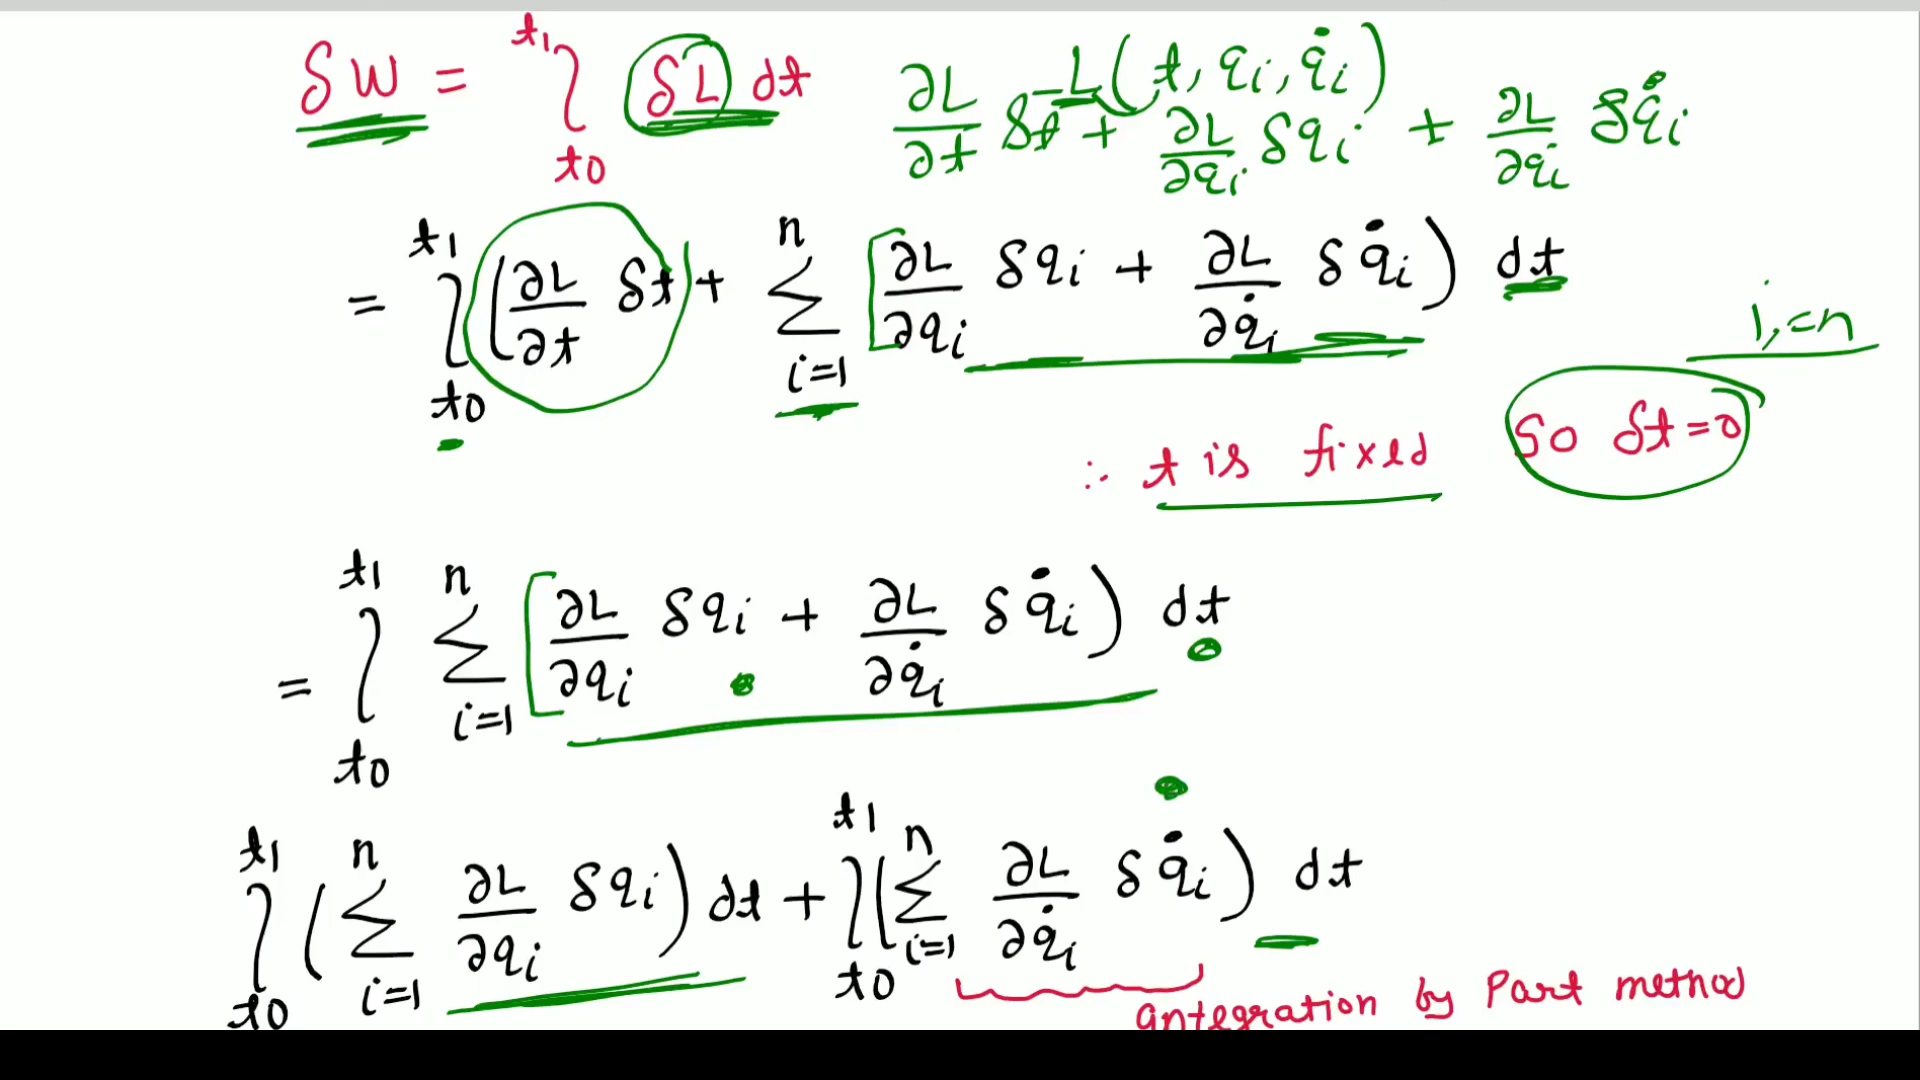 δW = ∫_{t0}^{t1} δL dt L(t, qi, q̇i)
∂L/∂t δt + ∂L/∂qi δqi + ∂L/∂qi δq̇i
= ∫_{t0}^{t1} (∂L/∂t δt + Σ_{i=1}^{n} [∂L/∂qi δqi + ∂L/∂q̇i δq̇i) dt
i,=n
∴ t is fixed So δt=0
= ∫_{t0}^{t1} Σ_{i=1}^{n} [∂L/∂qi δqi + ∂L/∂q̇i δq̇i) dt
∫_{t0}^{t1} (Σ_{i=1}^{n} ∂L/∂qi δqi) dt + ∫_{t0}^{t1} (Σ_{i=1}^{n} ∂L/∂q̇i δq̇i) dt
antegration by Part method